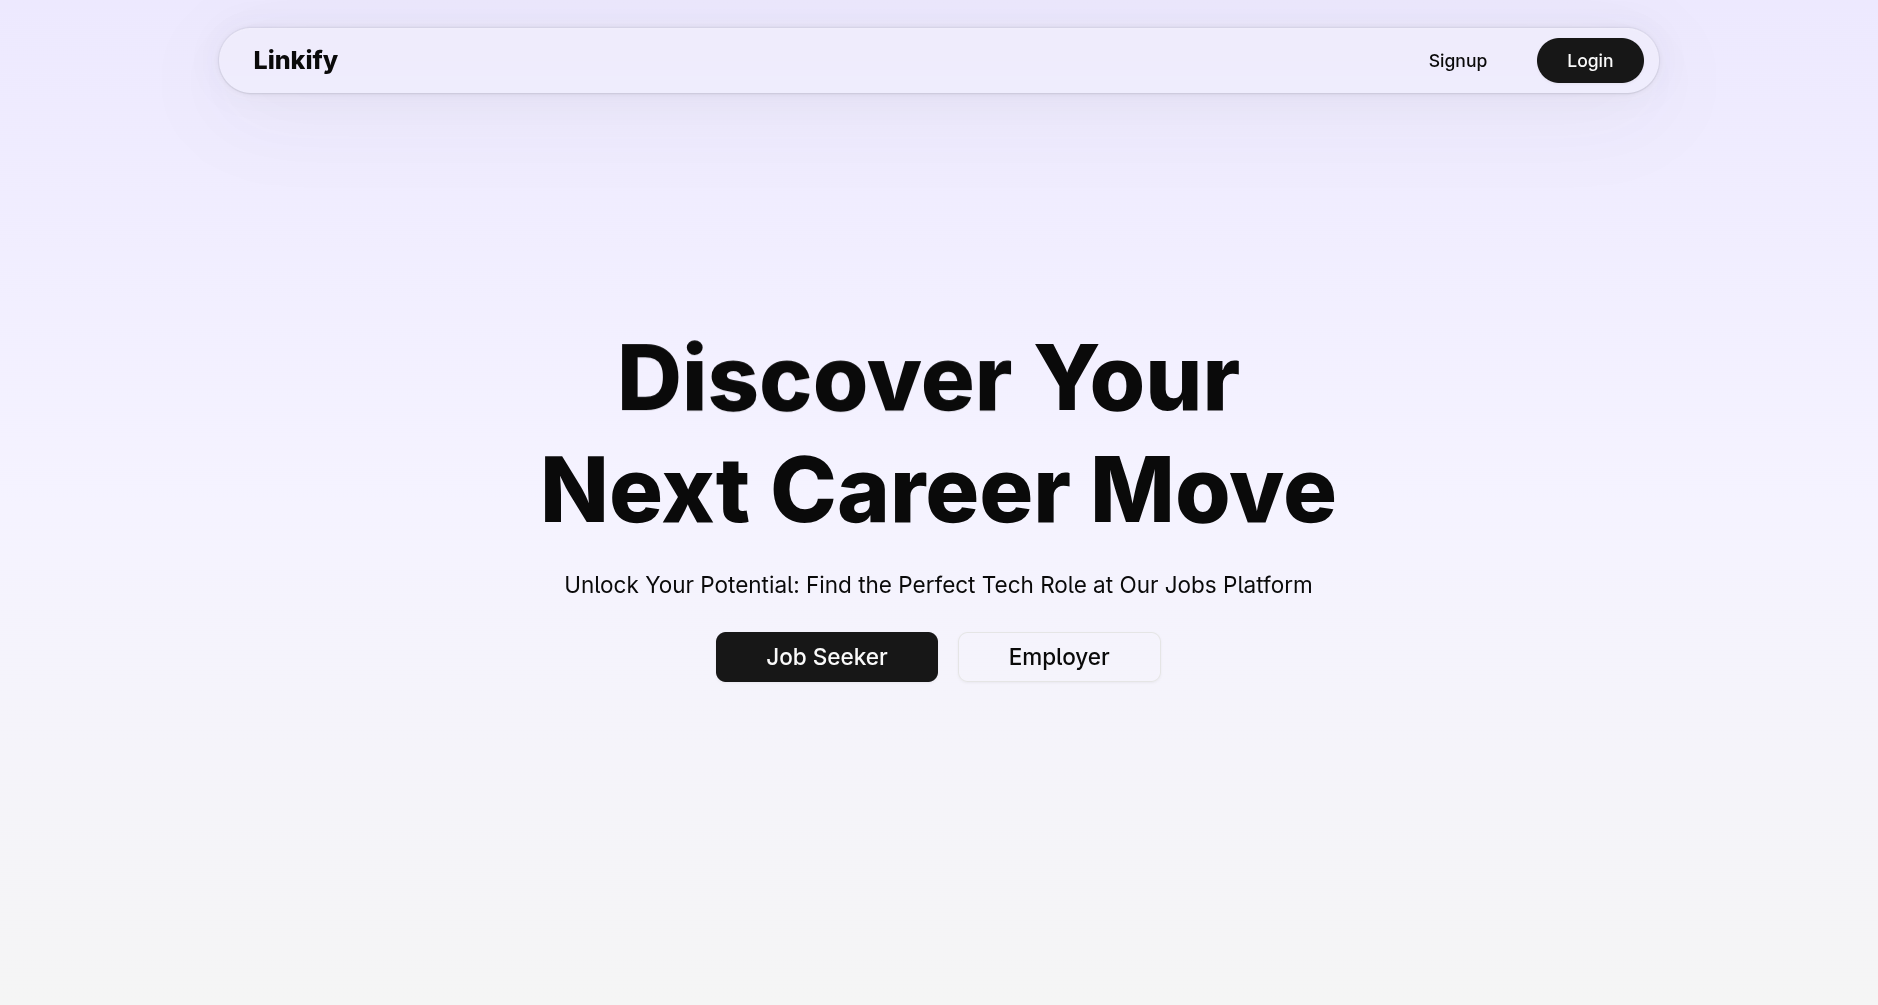 Linkify
Signup
Login
Discover Your
Next Career Move
Unlock Your Potential: Find the Perfect Tech Role at Our Jobs Platform
Job Seeker
Employer